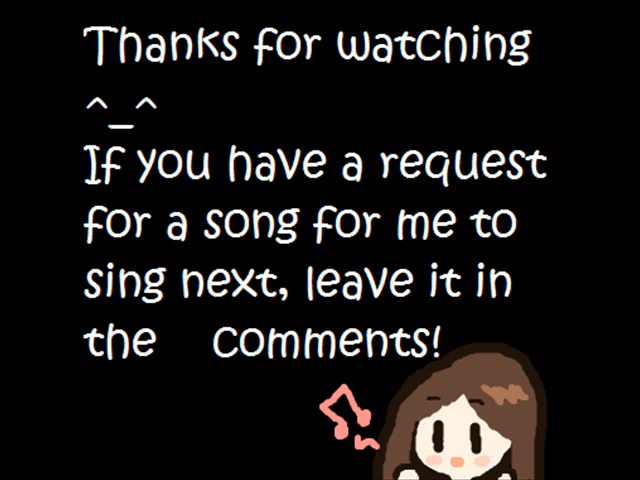 Thanks for watching
^_^
If you have a request
for a song for me to
sing next, leave it in
the comments!